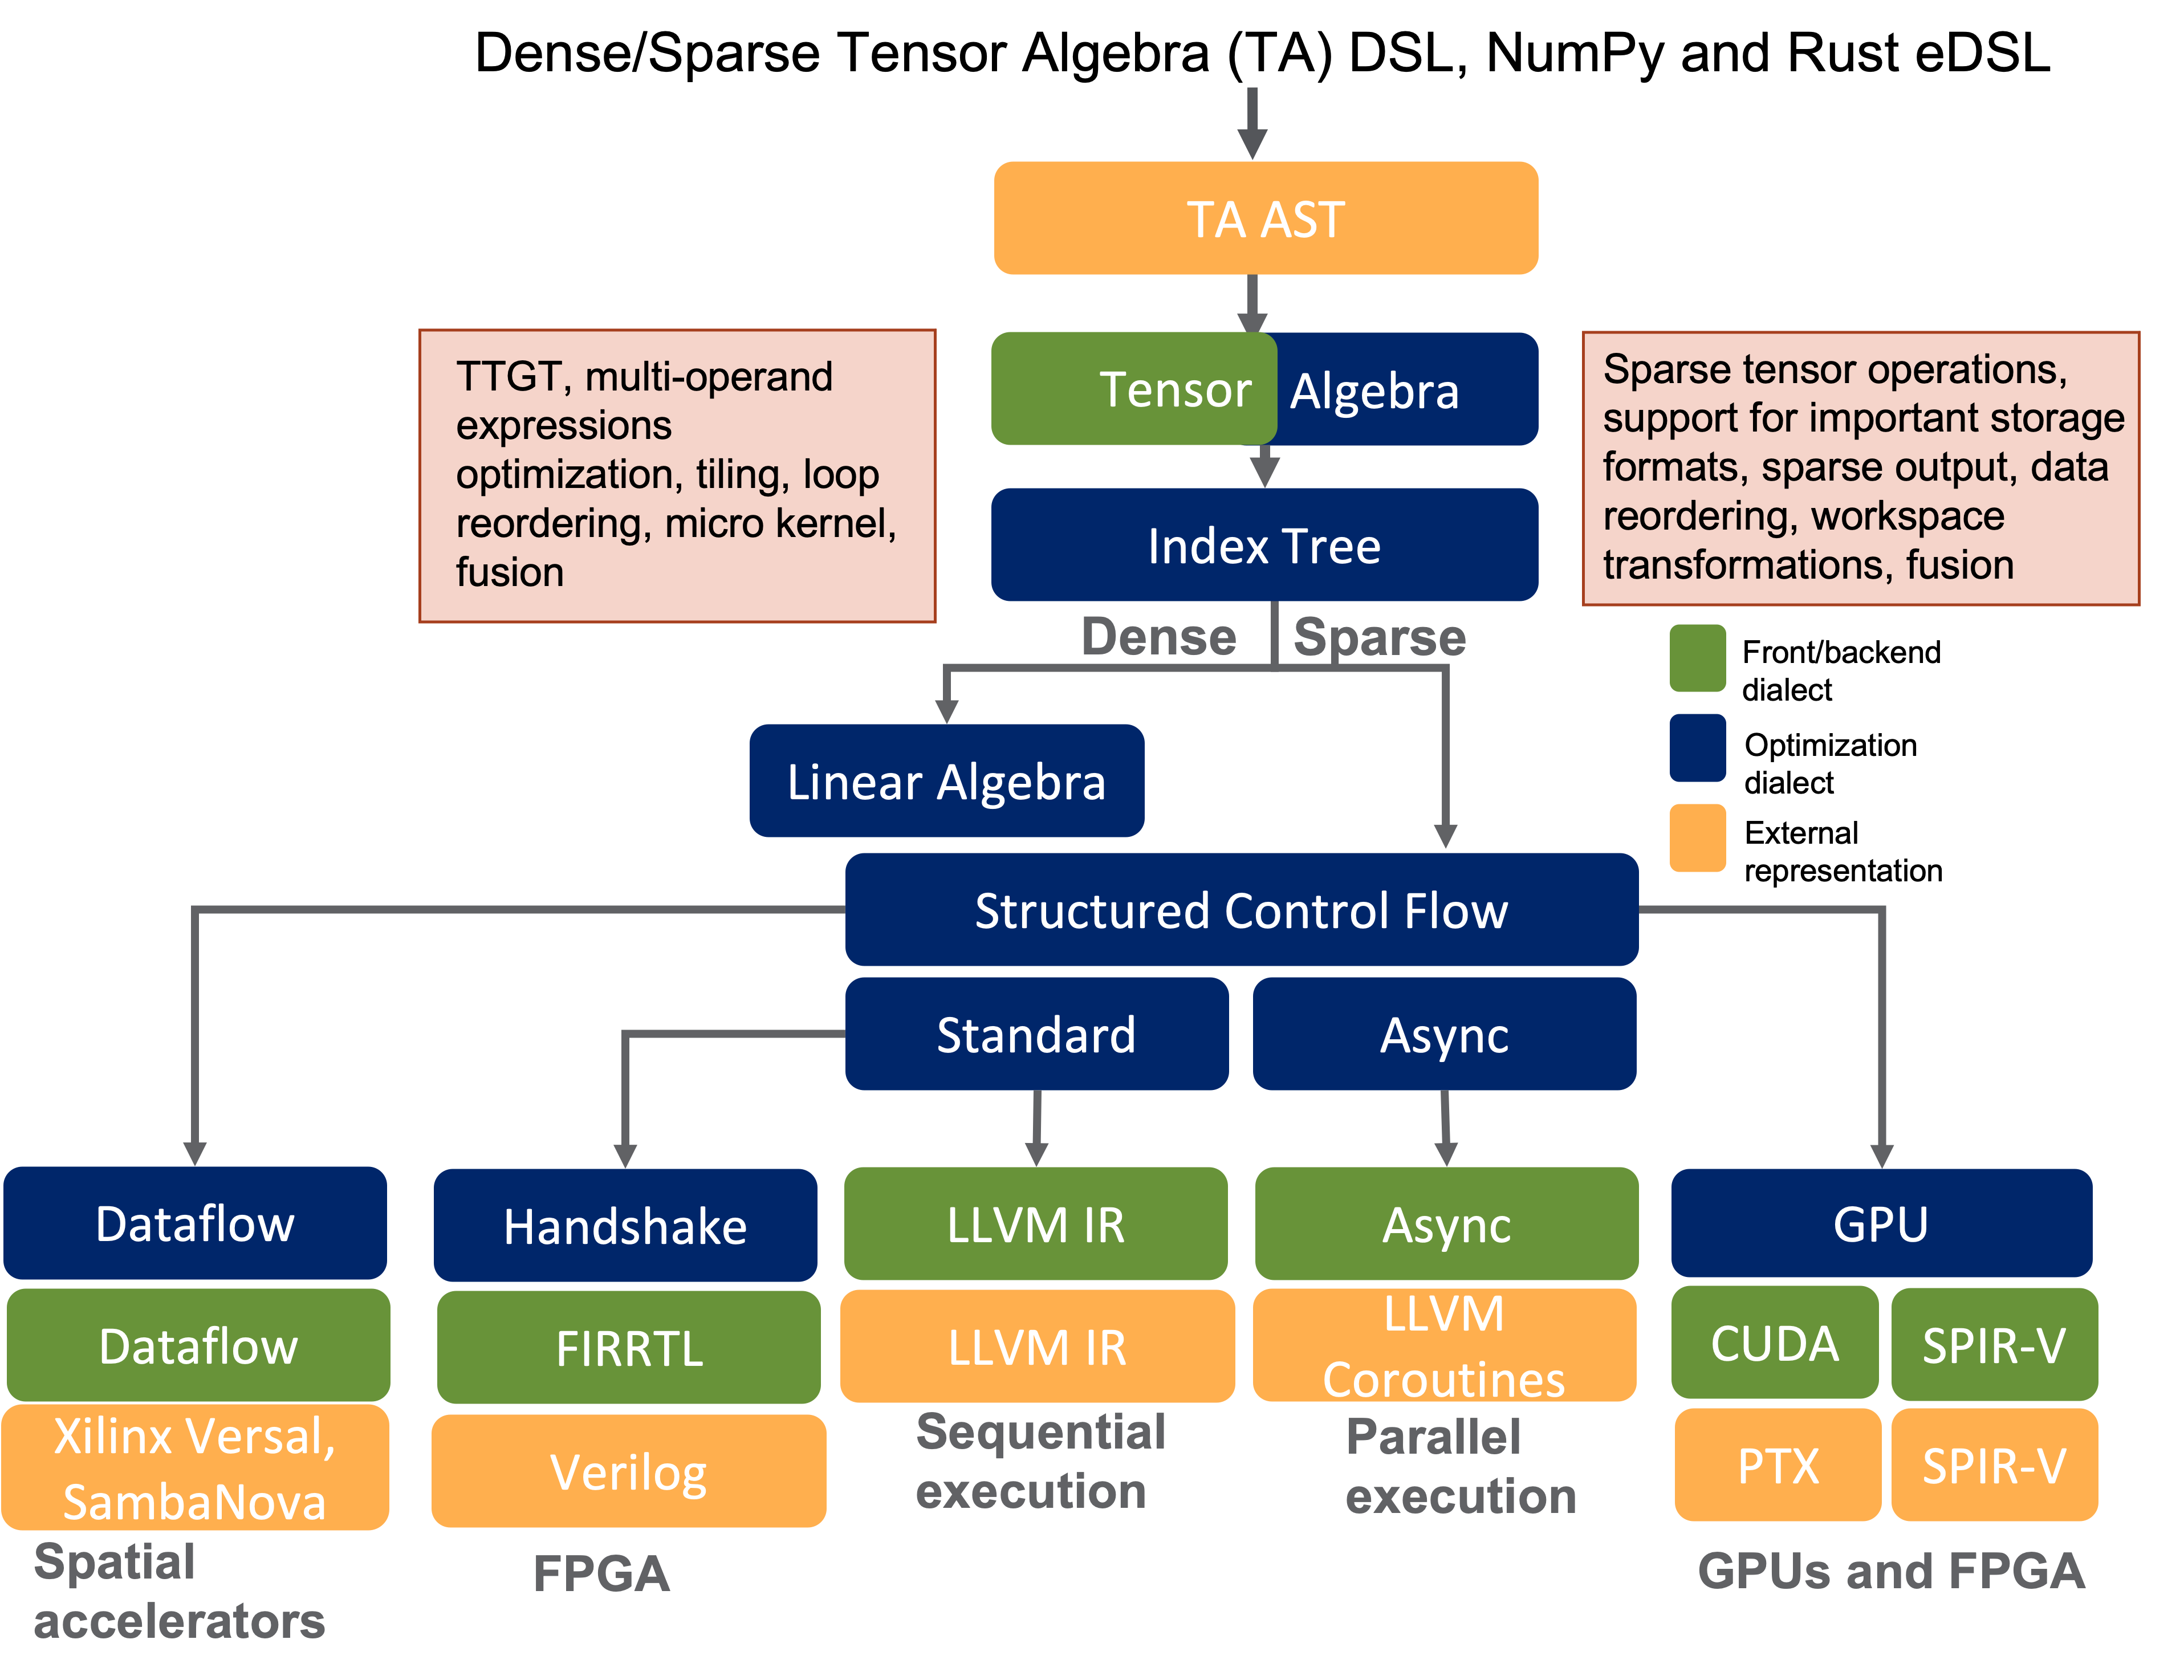 Dense/Sparse Tensor Algebra (TA) DSL, NumPy and Rust eDSL
TA AST
TTGT, multi-operand
expressions
optimization, tiling, loop
reordering, micro kernel,
fusion
Tensor Algebra
Sparse tensor operations,
support for important storage
formats, sparse output, data
reordering, workspace
transformations, fusion
Index Tree
Dense Sparse
Front/backend
dialect
Optimization
dialect
External
representation
Linear Algebra
Structured Control Flow
Standard
Async
Dataflow
Handshake
LLVM IR
Async
GPU
Dataflow
FIRRTL
LLVM IR
LLVM
Coroutines
CUDA
SPIR-V
Xilinx Versal,
SambaNova
Verilog
Sequential
execution
Parallel
execution
PTX
SPIR-V
Spatial
accelerators
FPGA
GPUs and FPGA